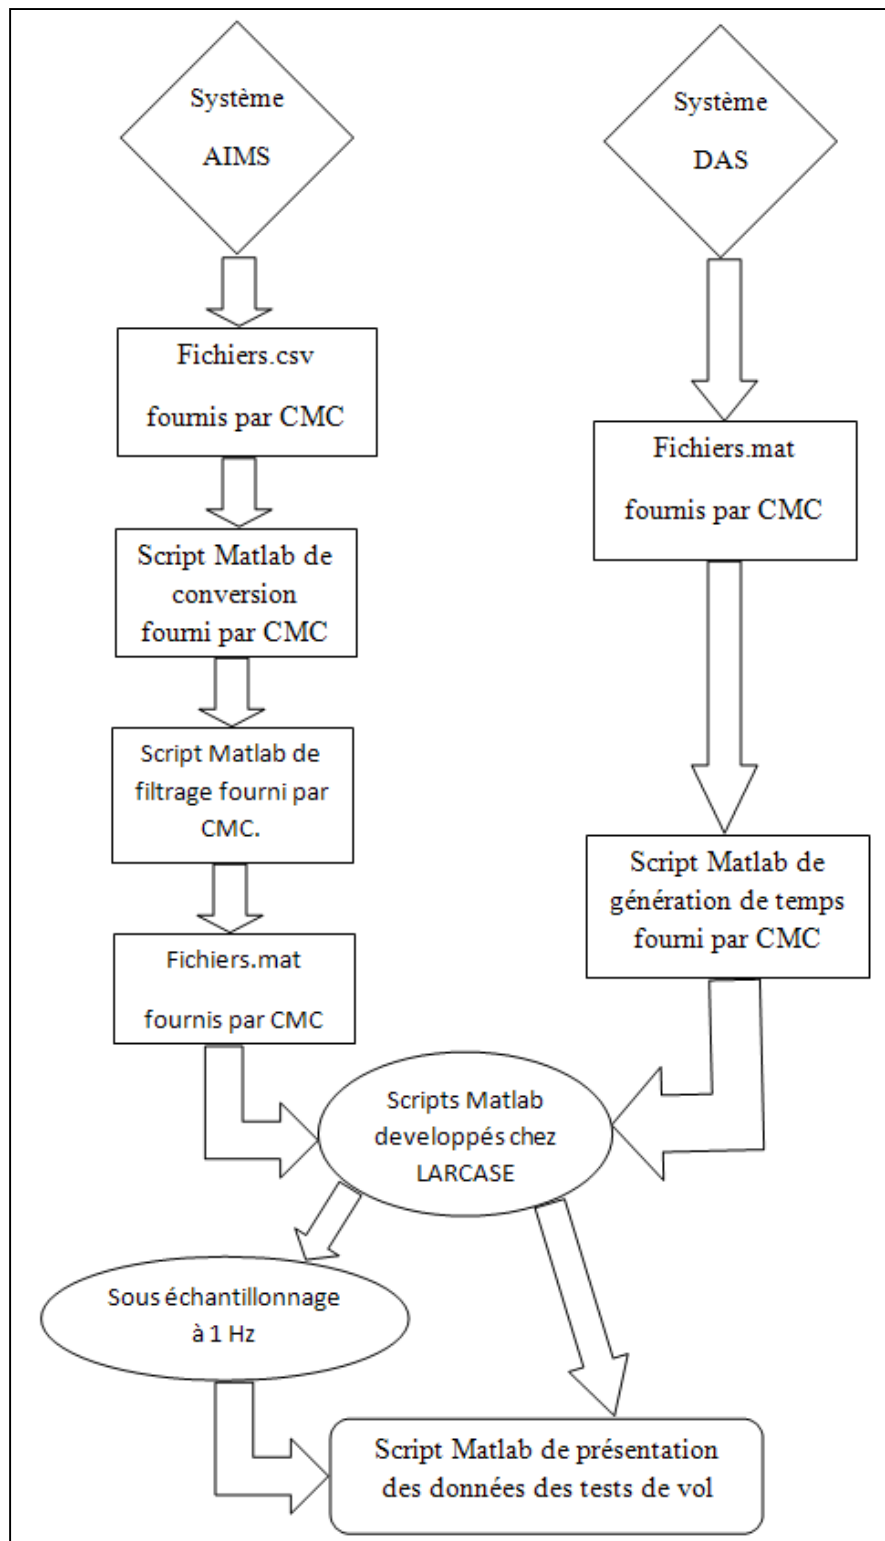 Système
AIMS
Système
DAS
Fichiers.csv
fournis par CMC
Script Matlab de
conversion
fourni par CMC
Script Matlab de
filtrage fourni par
CMC.
Fichiers.mat
fournis par CMC
Fichiers.mat
fournis par CMC
Script Matlab de
génération de temps
fourni par CMC
Scripts Matlab
developpés chez
LARCASE
Sous échantillonnage
à 1 Hz
Script Matlab de présentation
des données des tests de vol